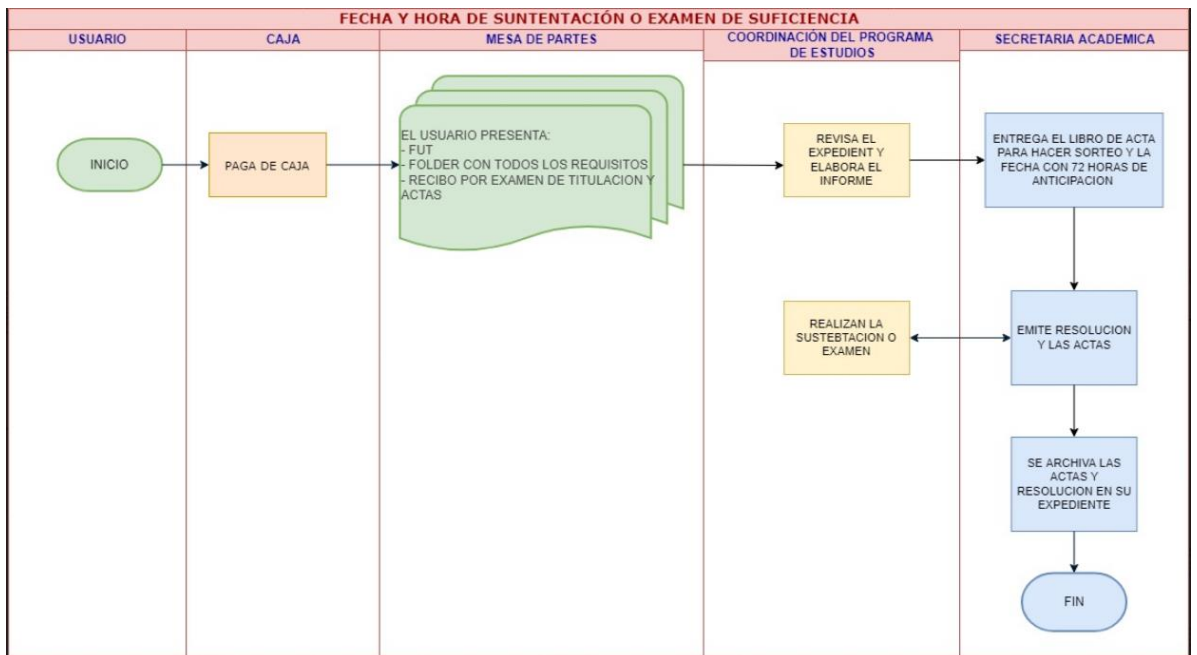 FECHA Y HORA DE SUNTENTACIÓN O EXAMEN DE SUFICIENCIA
USUARIO
CAJA
MESA DE PARTES
COORDINACIÓN DEL PROGRAMA
DE ESTUDIOS
SECRETARIA ACADEMICA
INICIO
PAGA DE CAJA
EL USUARIO PRESENTA:
- FUT
- FOLDER CON TODOS LOS REQUISITOS
- RECIBO POR EXAMEN DE TITULACION Y
ACTAS
REVISA EL
EXPEDIENT Y
ELABORA EL
INFORME
ENTREGA EL LIBRO DE ACTA
PARA HACER SORTEO Y LA
FECHA CON 72 HORAS DE
ANTICIPACION
REALIZAN LA
SUSTEBTACION O
EXAMEN
EMITE RESOLUCION
Y LAS ACTAS
SE ARCHIVA LAS
ACTAS Y
RESOLUCION EN SU
EXPEDIENTE
FIN